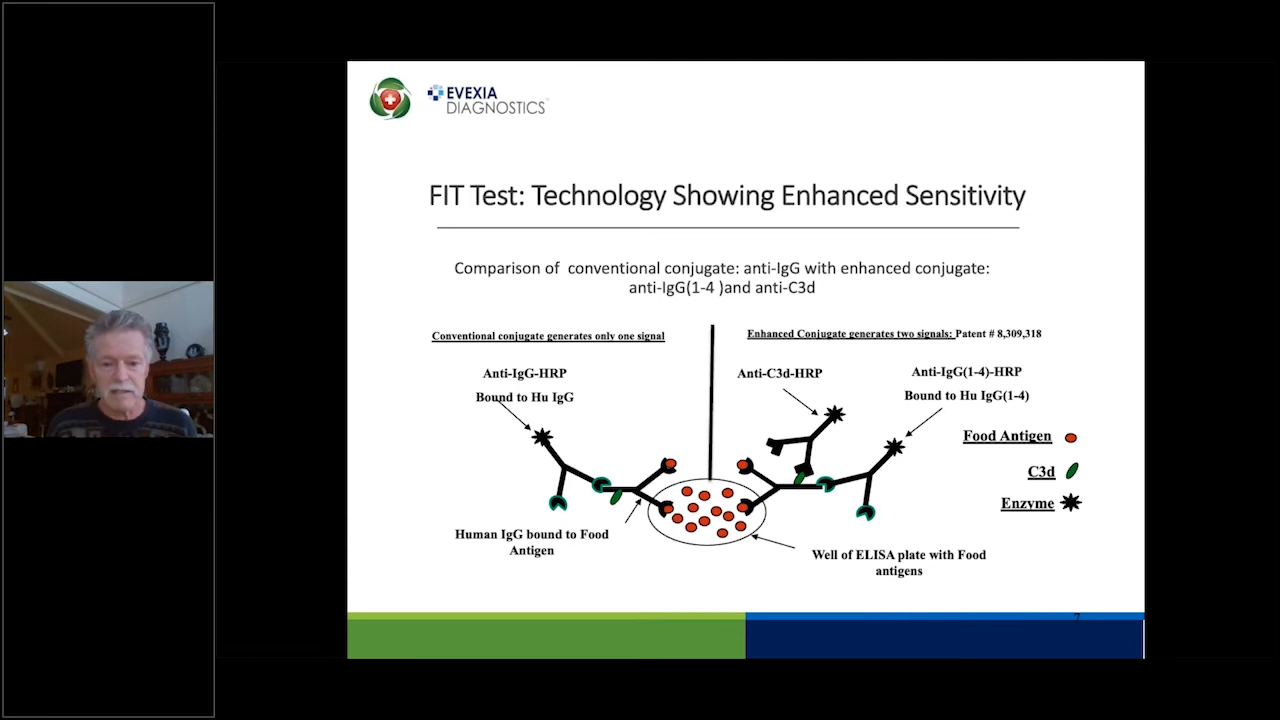 EVEXIA
DIAGNOSTICS
FIT Test: Technology Showing Enhanced Sensitivity
Comparison of conventional conjugate: anti-IgG with enhanced conjugate:
anti-IgG(1-4 )and anti-C3d
Conventional conjugate generates only one signal
Anti-IgG-HRP
Bound to Hu IgG
Human IgG bound to Food
Antigen
Enhanced Conjugate generates two signals: Patent # 8,309,318
Anti-C3d-HRP
Anti-IgG(1-4)-HRP
Bound to Hu IgG(1-4)
Food Antigen
C3d
Enzyme
Well of ELISA plate with Food
antigens
7